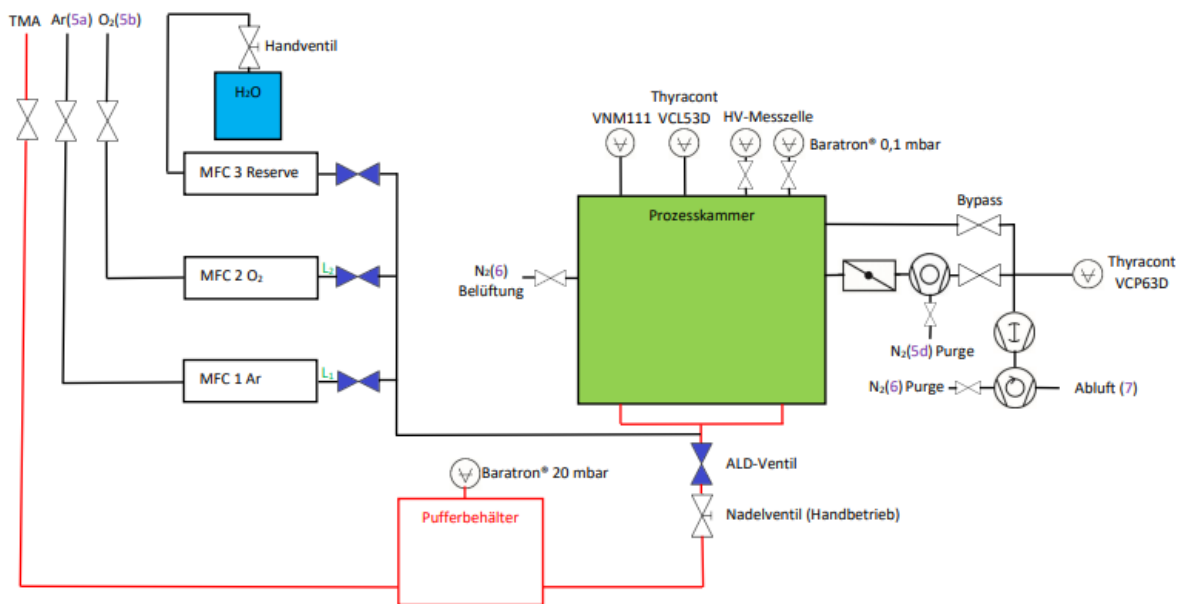 TMA
Ar(5a)
O₂(5b)
Handventil
H₂O
MFC 3 Reserve
MFC 2 O₂
L₂
MFC 1 Ar
L₁
VNM111
Thyracont
VCL53D
HV-Messzelle
Baratron® 0,1 mbar
Prozesskammer
Bypass
N₂(6)
Belüftung
Thyracont
VCP63D
N₂(5d) Purge
N₂(6) Purge
Abluft (7)
ALD-Ventil
Baratron® 20 mbar
Nadelventil (Handbetrieb)
Pufferbehälter